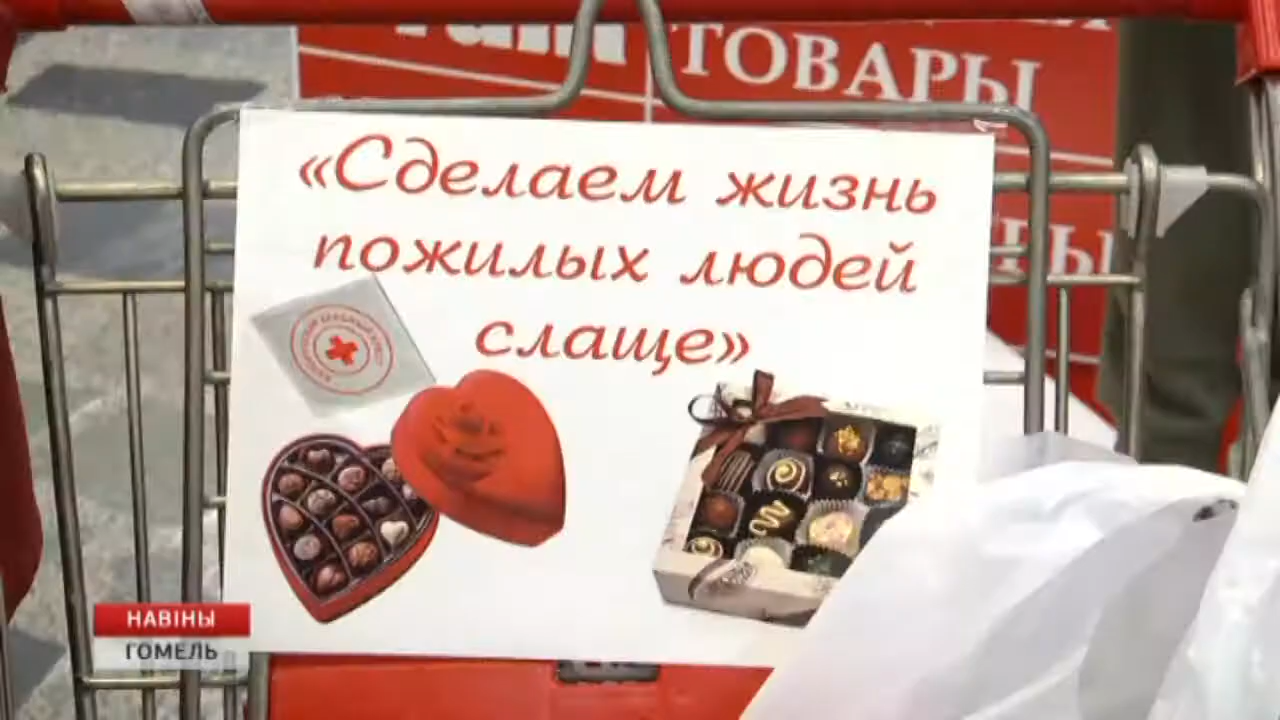 ТОВАРЫ
«Сделаем жизнь
пожилых людей
слаще»
НАВІНЫ
ГОМЕЛЬ